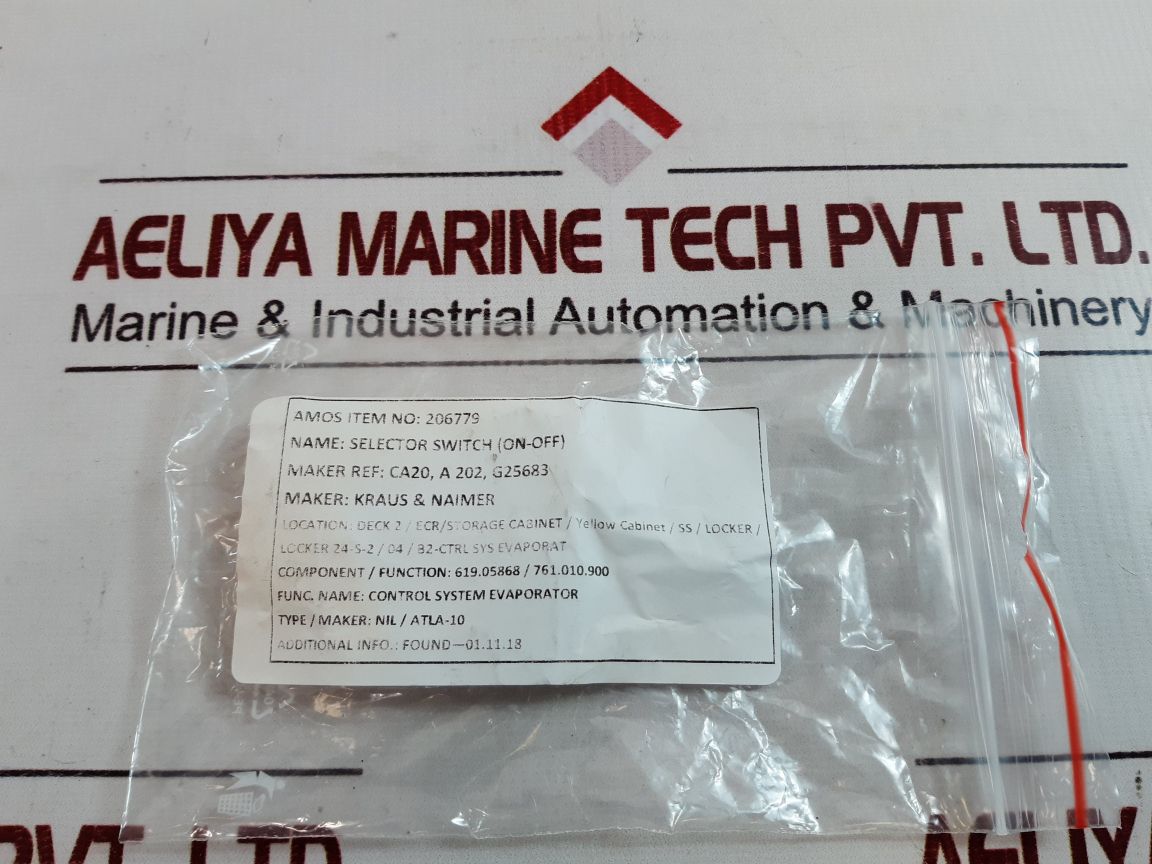 AELIYA MARINE TECH PVT. LTD.
Marine & Industrial Automation & Machinery
AMOS ITEM NO: 206779
NAME: SELECTOR SWITCH (ON-OFF)
MAKER REF: CA20, A 202, G25683
MAKER: KRAUS & NAIMER
LOCATION: DECK 2 / ECR/STORAGE CABINET / Yellow Cabinet / SS / LOCKER /
LOCKER 24-S-2 / 04 / B2-CTRL SYS EVAPORAT
COMPONENT / FUNCTION: 619.05868 / 761.010.900
FUNC. NAME: CONTROL SYSTEM EVAPORATOR
TYPE / MAKER: NIL / ATLA-10
ADDITIONAL INFO.: FOUND—01.11.18
PVT. LTD
AELIY